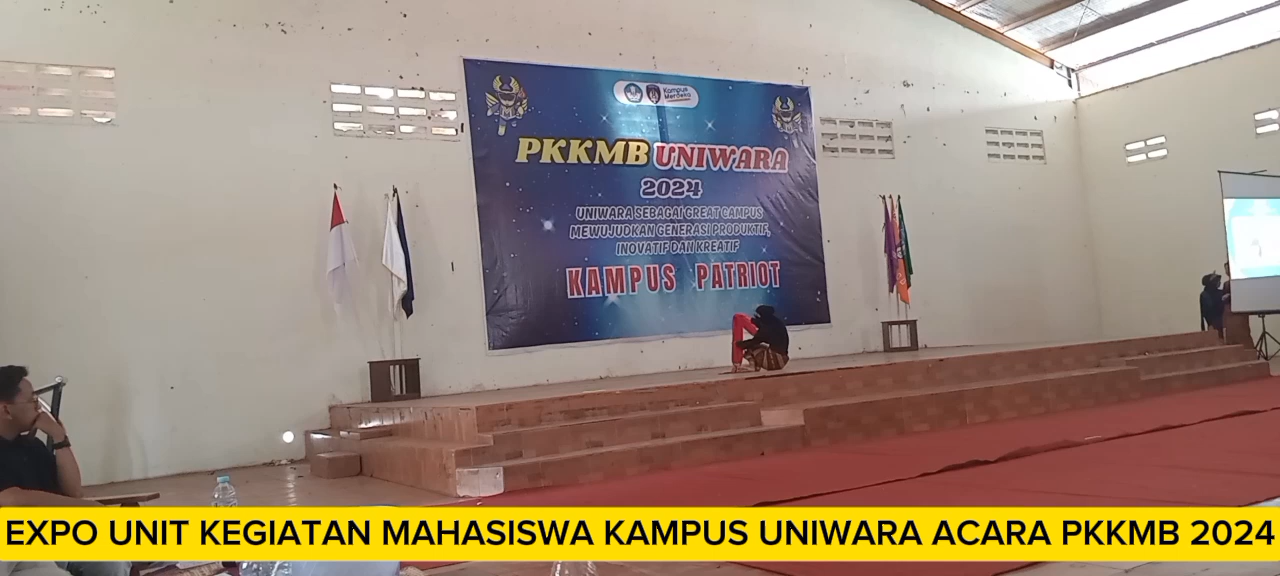 Kampus
Merdeka
PKKMB UNIWARA
2024
UNIWARA SEBAGAI GREAT CAMPUS
MEWUJUDKAN GENERASI PRODUKTIF,
INOVATIF DAN KREATIF
KAMPUS PATRIOT
EXPO UNIT KEGIATAN MAHASISWA KAMPUS UNIWARA ACARA PKKMB 2024